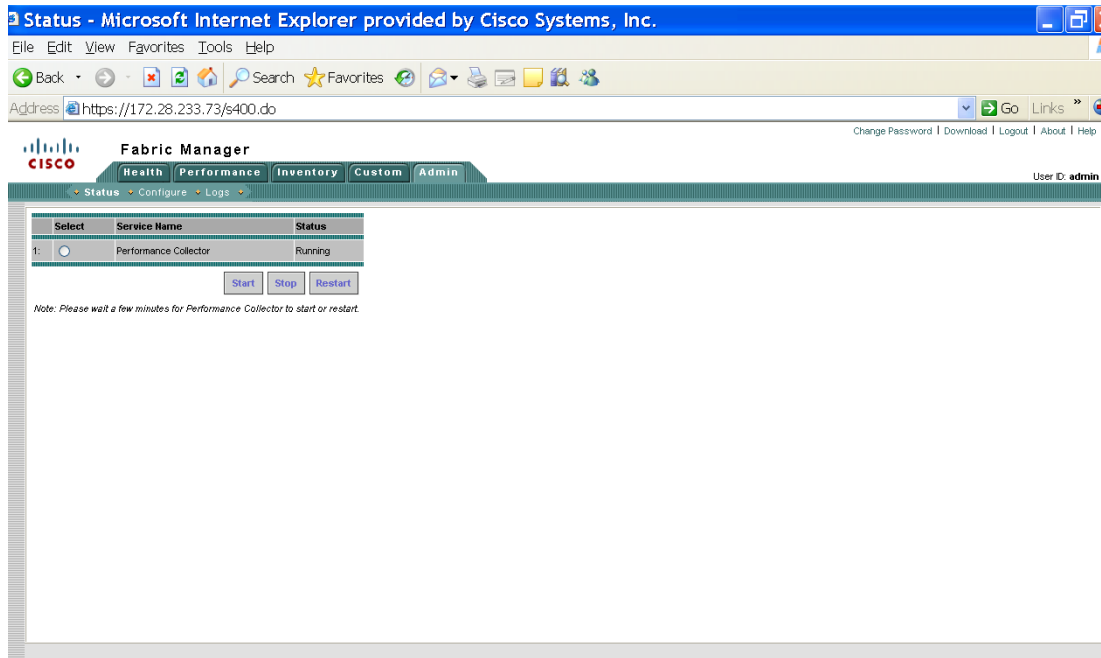 Status - Microsoft Internet Explorer provided by Cisco Systems, Inc.
File Edit View Favorites Tools Help
Back Search Favorites
Address https://172.28.233.73/s400.do Go Links »
Change Password | Download | Logout | About | Help
CISCO Fabric Manager
Health Performance Inventory Custom Admin
User ID: admin
Status Configure Logs
Select Service Name Status
1: Performance Collector Running
Start Stop Restart
Note: Please wait a few minutes for Performance Collector to start or restart.